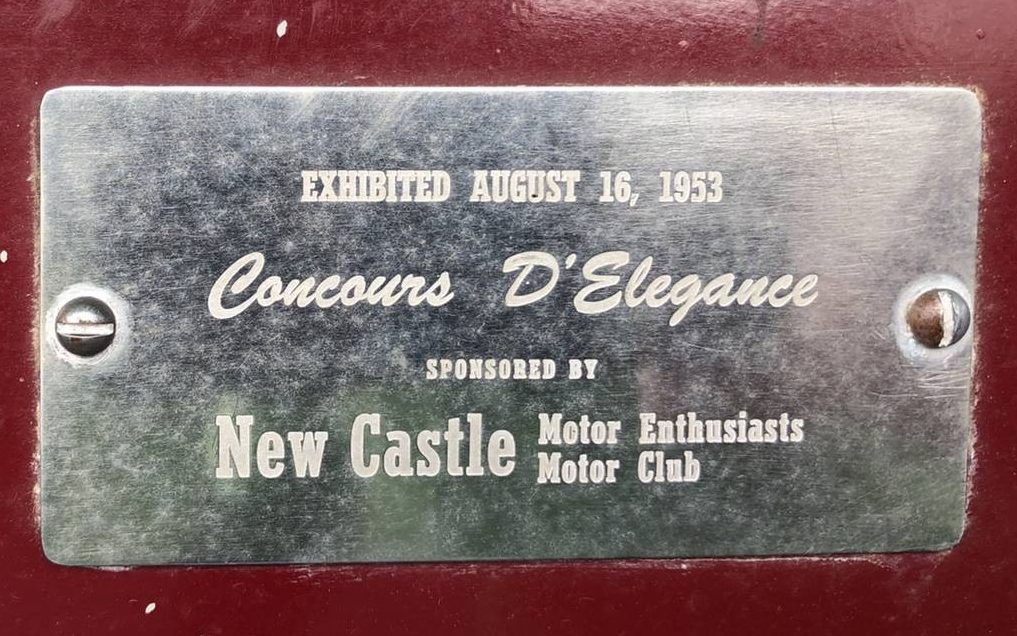 EXHIBITED AUGUST 16, 1953
Concours D'Elegance
SPONSORED BY
New Castle Motor Enthusiasts
Motor Club